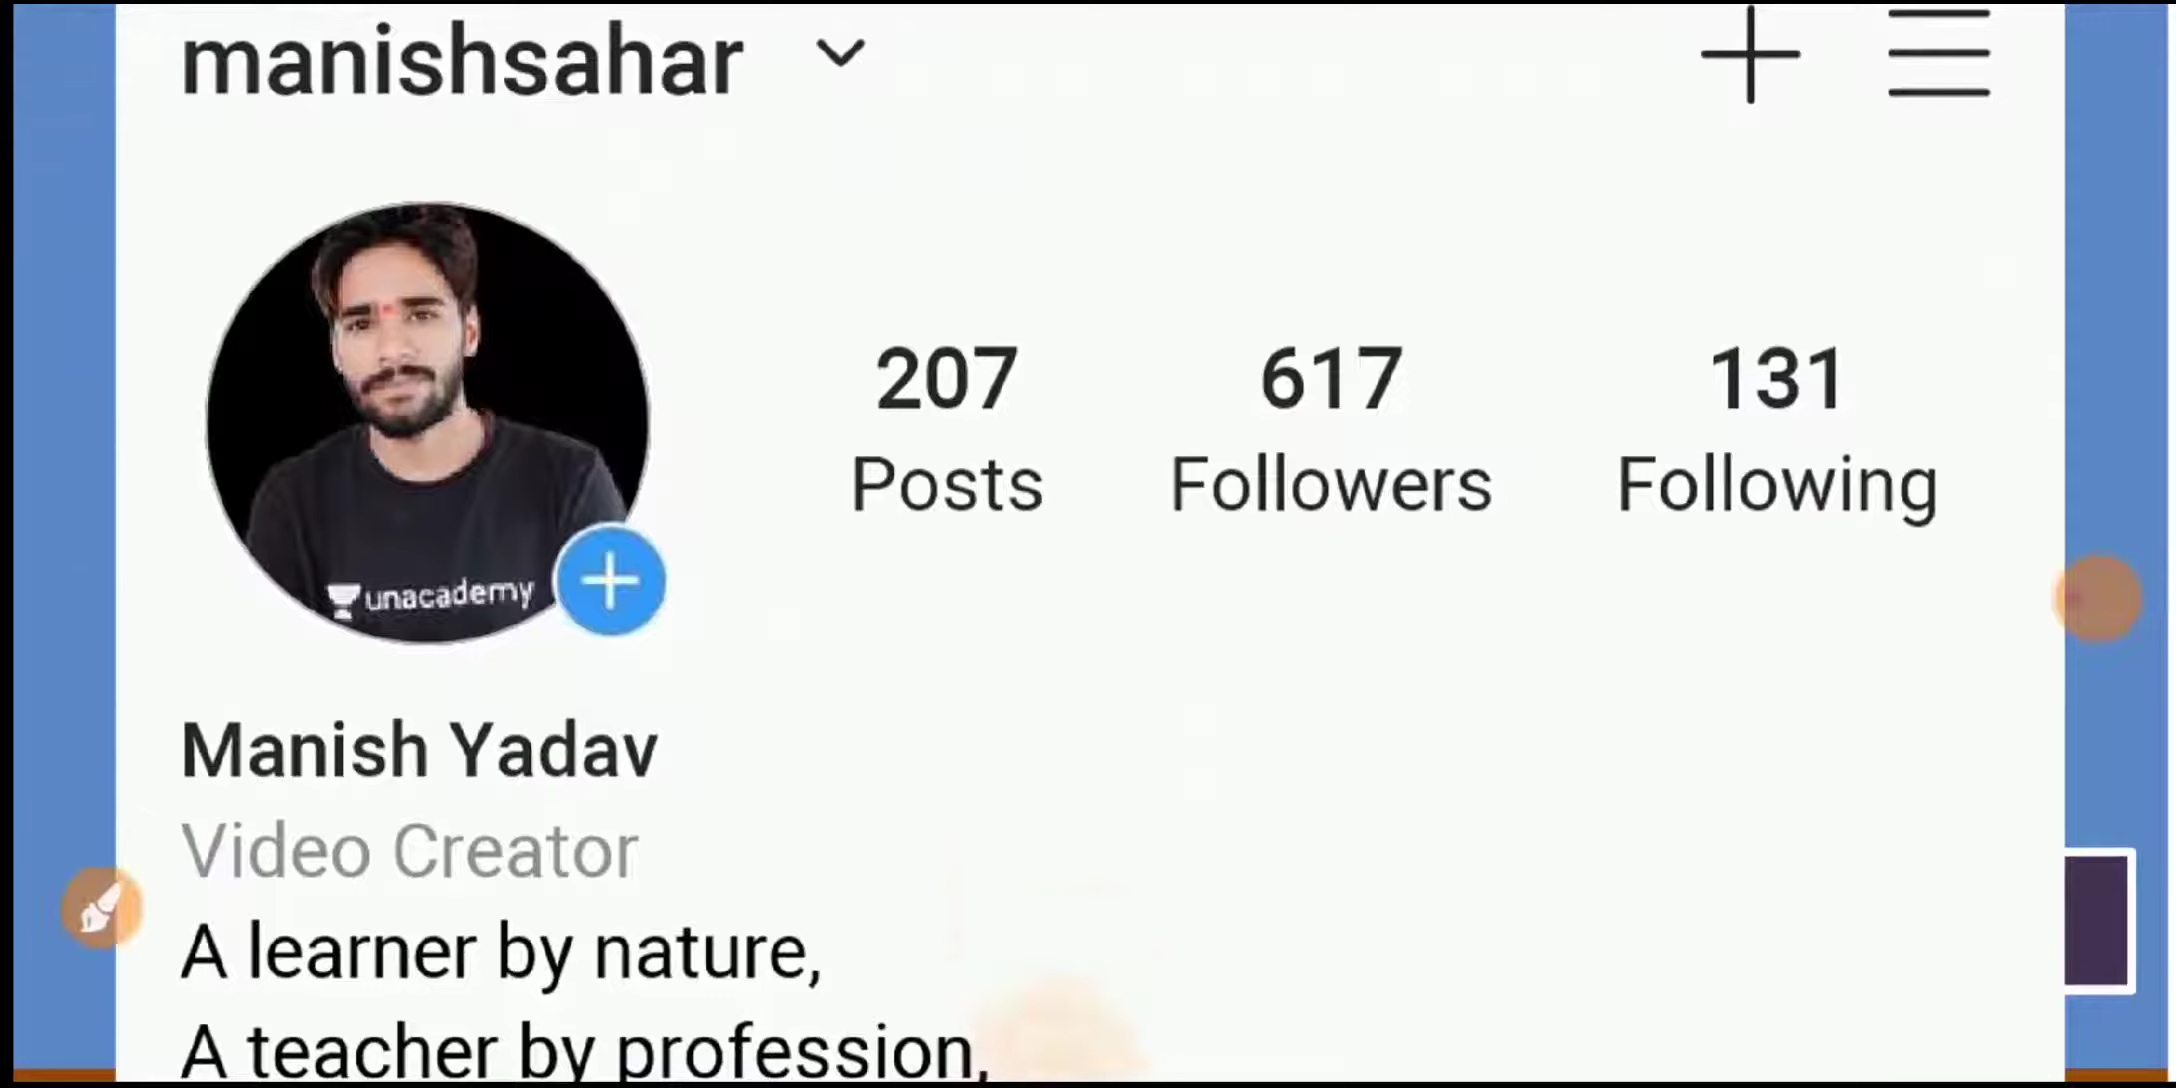 manishsahar
207 617 131
Posts Followers Following
unacademy
Manish Yadav
Video Creator
A learner by nature,
A teacher by profession,